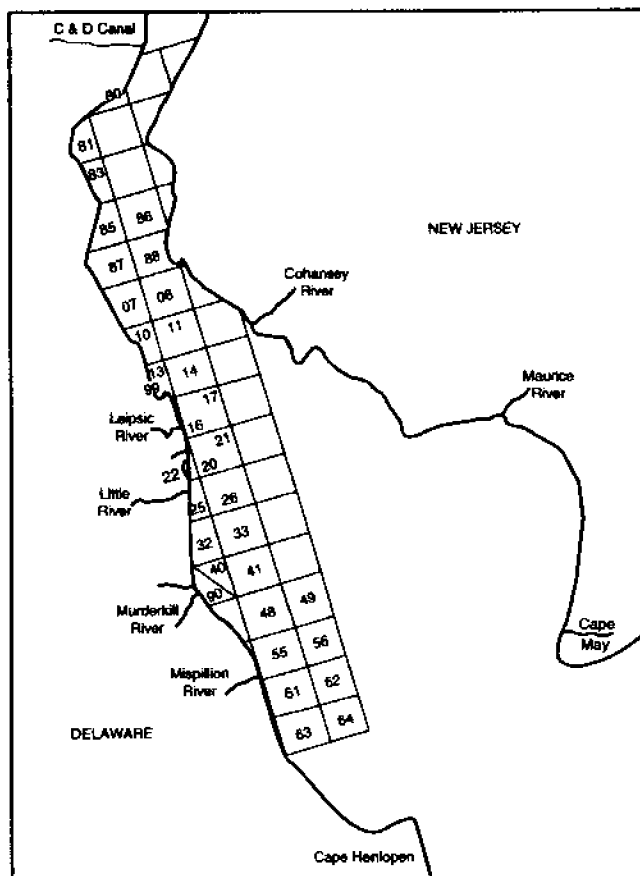 C & D Canal
80
81
83
85
86
87
88
07
08
10
11
13
14
99
17
16
21
22
20
25
26
32
33
40
41
90
48
49
55
56
61
62
63
64
NEW JERSEY
Cohansey
River
Maurice
River
Leipsic
River
Little
River
Murderkill
River
Mispillion
River
Cape
May
DELAWARE
Cape Henlopen